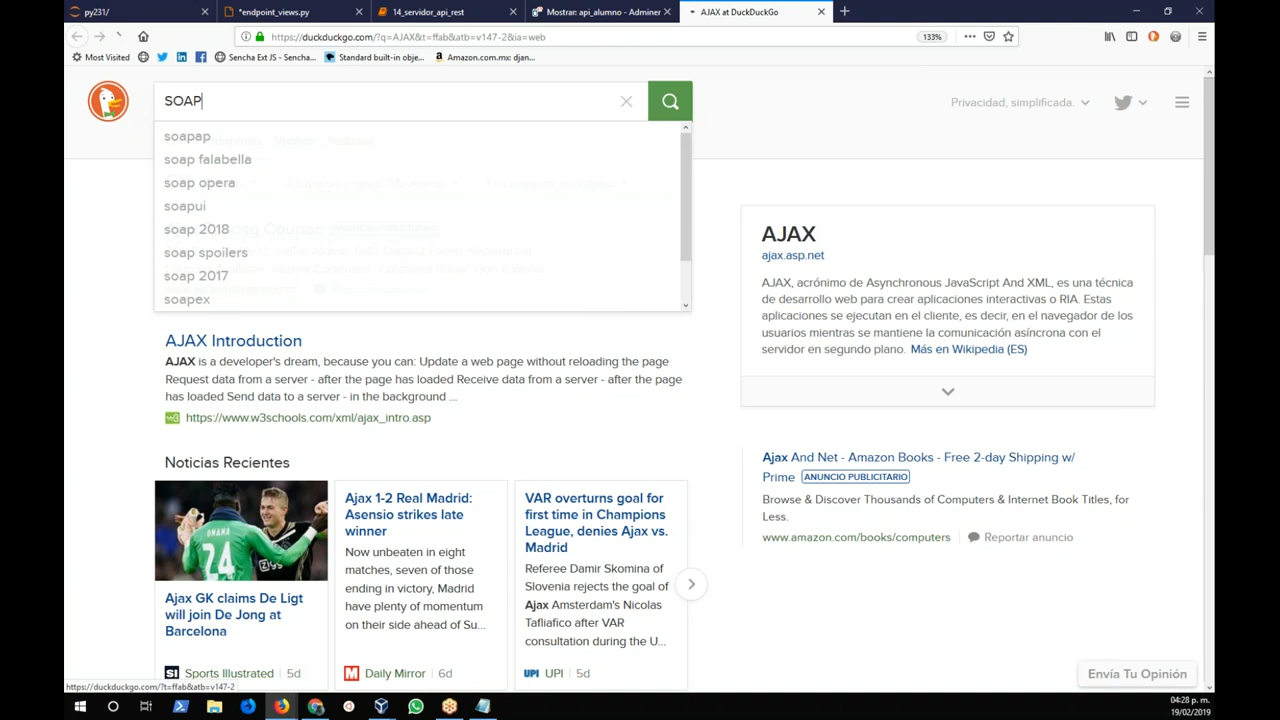 py231/
*endpoint_views.py
14_servidor_api_rest
Mostrar: api_alumno - Adminer
AJAX at DuckDuckGo
https://duckduckgo.com/?q=AJAX&t=ffab&atb=v147-2&ia=web
133%
Most Visited
Sencha Ext JS - Sencha...
Standard built-in obje...
Amazon.com.mx: djan...
SOAP
Privacidad, simplificada.
soapap
soap falabella
soap opera
soapui
soap 2018
soap spoilers
soap 2017
soapex
AJAX
ajax.asp.net
AJAX, acrónimo de Asynchronous JavaScript And XML, es una técnica
de desarrollo web para crear aplicaciones interactivas o RIA. Estas
aplicaciones se ejecutan en el cliente, es decir, en el navegador de los
usuarios mientras se mantiene la comunicación asíncrona con el
servidor en segundo plano. Más en Wikipedia (ES)
AJAX Introduction
AJAX is a developer's dream, because you can: Update a web page without reloading the page
Request data from a server - after the page has loaded Receive data from a server - after the page
has loaded Send data to a server - in the background ...
https://www.w3schools.com/xml/ajax_intro.asp
Noticias Recientes
Ajax GK claims De Ligt
will join De Jong at
Barcelona
Sports Illustrated 5d
Ajax 1-2 Real Madrid:
Asensio strikes late
winner
Now unbeaten in eight
matches, seven of those
ending in victory, Madrid
have plenty of momentum
on their side ahead of Su...
Daily Mirror 6d
VAR overturns goal for
first time in Champions
League, denies Ajax vs.
Madrid
Referee Damir Skomina of
Slovenia rejects the goal of
Ajax Amsterdam's Nicolas
Tafliafico after VAR
consultation during the U...
UPI 5d
Ajax And Net - Amazon Books - Free 2-day Shipping w/
Prime ANUNCIO PUBLICITARIO
Browse & Discover Thousands of Computers & Internet Book Titles, for
Less.
www.amazon.com/books/computers
Reportar anuncio
Envía Tu Opinión
https://duckduckgo.com/?t=ffab&atb=v147-2
04:28 p. m.
19/02/2019